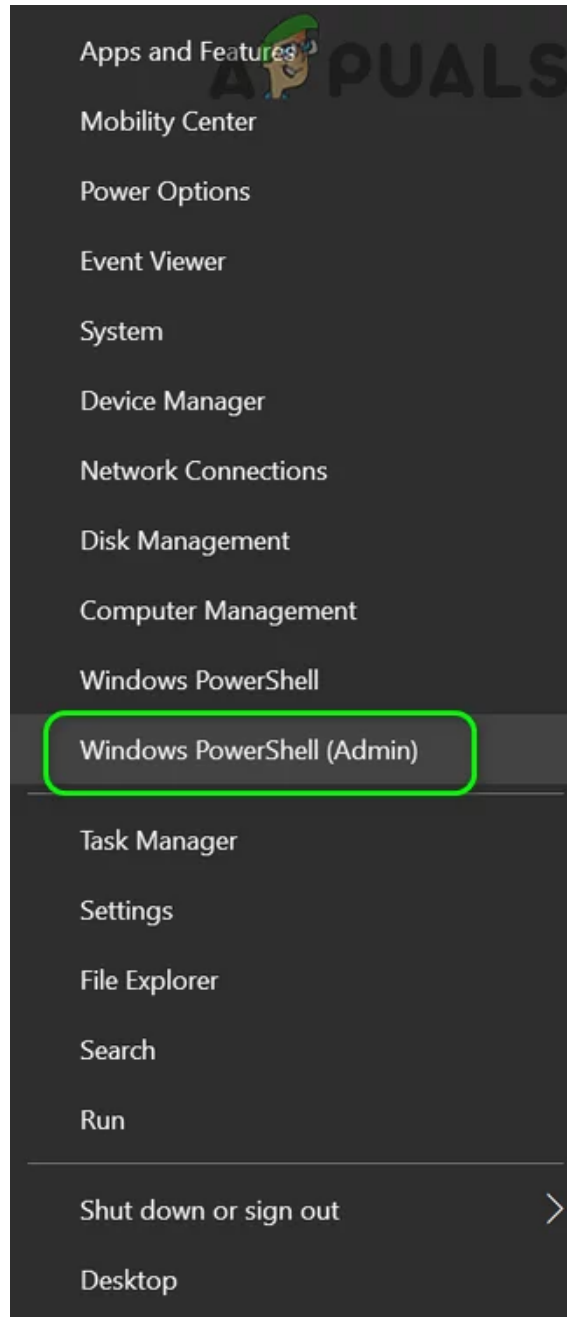 Apps and Features
APPUALS
Mobility Center
Power Options
Event Viewer
System
Device Manager
Network Connections
Disk Management
Computer Management
Windows PowerShell
Windows PowerShell (Admin)
Task Manager
Settings
File Explorer
Search
Run
Shut down or sign out
Desktop